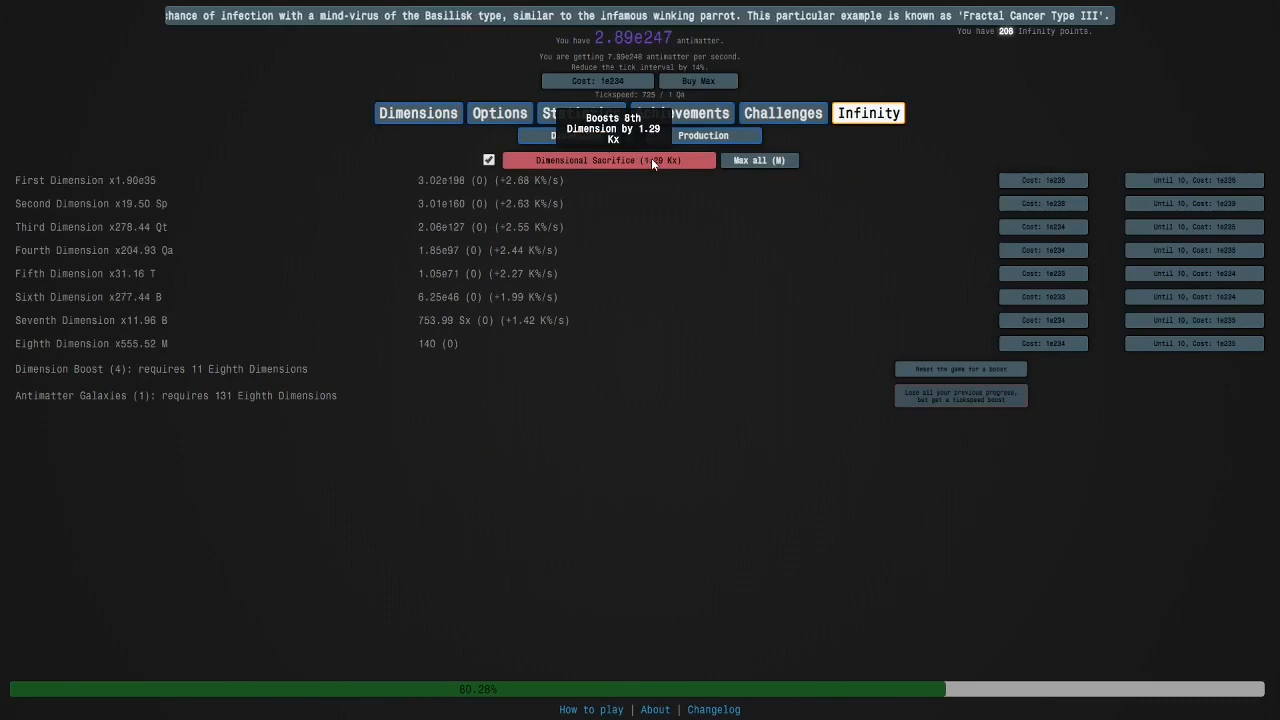 chance of infection with a mind-virus of the Basilisk type, similar to the infamous winking parrot. This particular example is known as 'Fractal Cancer Type III'.
You have 208 Infinity points.
You have 2.89e247 antimatter.
You are getting 7.89e248 antimatter per second.
Reduce the tick interval by 14%.
Cost: 1e234 Buy Max
Tickspeed: 725 / 1 Qa
Dimensions Options Challenges Infinity
Boosts 8th
Dimension by 1.29
Kx
Production
Dimensional Sacrifice (1.29 Kx) Max all (M)
First Dimension x1.90e35 3.02e198 (0) (+2.68 K%/s) Cost: 1e235 Until 10, Cost: 1e236
Second Dimension x19.50 Sp 3.01e160 (0) (+2.63 K%/s) Cost: 1e238 Until 10, Cost: 1e239
Third Dimension x278.44 Qt 2.06e127 (0) (+2.55 K%/s) Cost: 1e234 Until 10, Cost: 1e235
Fourth Dimension x204.93 Qa 1.85e97 (0) (+2.44 K%/s) Cost: 1e234 Until 10, Cost: 1e235
Fifth Dimension x31.16 T 1.05e71 (0) (+2.27 K%/s) Cost: 1e233 Until 10, Cost: 1e234
Sixth Dimension x277.44 B 6.25e46 (0) (+1.99 K%/s) Cost: 1e233 Until 10, Cost: 1e234
Seventh Dimension x11.96 B 753.99 Sx (0) (+1.42 K%/s) Cost: 1e234 Until 10, Cost: 1e235
Eighth Dimension x555.52 M 140 (0) Cost: 1e234 Until 10, Cost: 1e235
Dimension Boost (4): requires 11 Eighth Dimensions Reset the game for a boost
Antimatter Galaxies (1): requires 131 Eighth Dimensions Lose all your previous progress,
but get a tickspeed boost
80.28%
How to play | About | Changelog